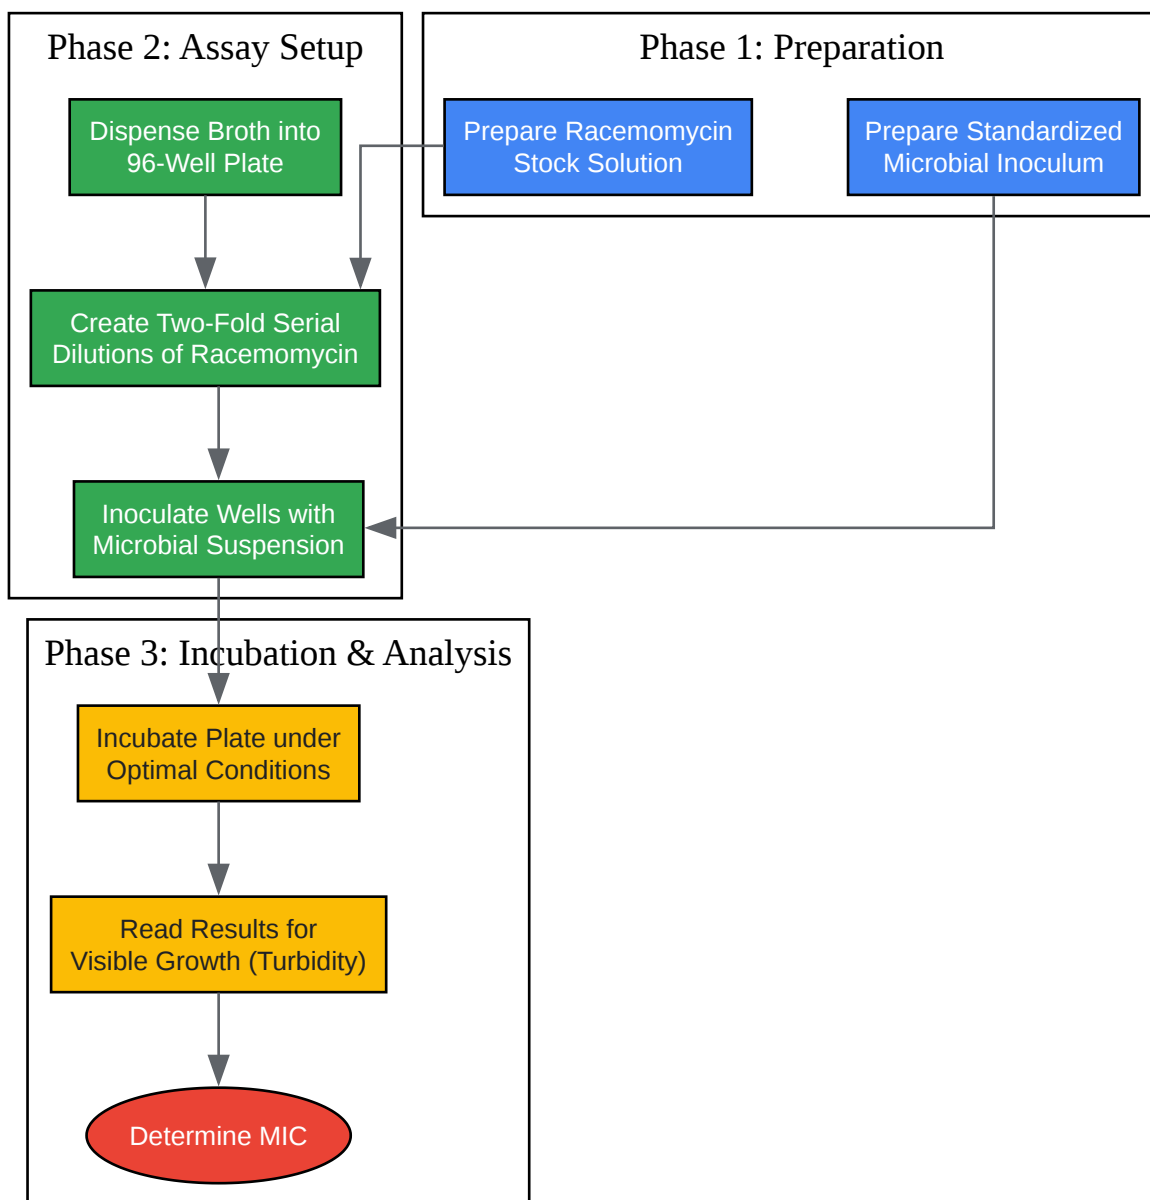 Phase 2: Assay Setup
Phase 1: Preparation
Dispense Broth into
96-Well Plate
Prepare Racemomycin
Stock Solution
Prepare Standardized
Microbial Inoculum
Create Two-Fold Serial
Dilutions of Racemomycin
Inoculate Wells with
Microbial Suspension
Phase 3: Incubation & Analysis
Incubate Plate under
Optimal Conditions
Read Results for
Visible Growth (Turbidity)
Determine MIC